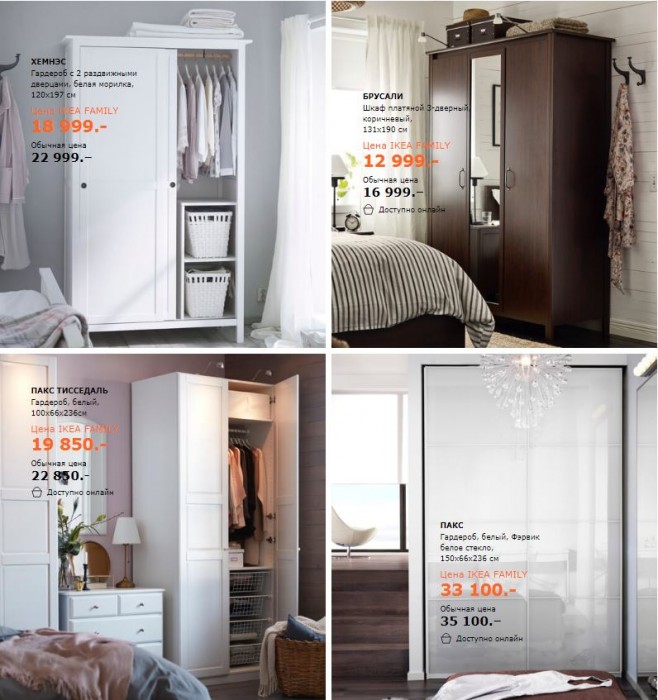 ХЕМНЭС
Гардероб с 2 раздвижными
дверцами, белая морилка,
120x197 см
Цена IKEA FAMILY
18 999.-
Обычная цена
22 999.–
БРУСАЛИ
Шкаф платяной 3-дверный,
коричневый,
131x190 см
Цена IKEA FAMILY
12 999.-
Обычная цена
16 999.–
Доступно онлайн
ПАКС ТИССЕДАЛЬ
Гардероб, белый,
100x66x236см
Цена IKEA FAMILY
19 850.-
Обычная цена
22 850.–
Доступно онлайн
ПАКС
Гардероб, белый, Фэрвик
белое стекло,
150x66x236 см
Цена IKEA FAMILY
33 100.-
Обычная цена
35 100.–
Доступно онлайн